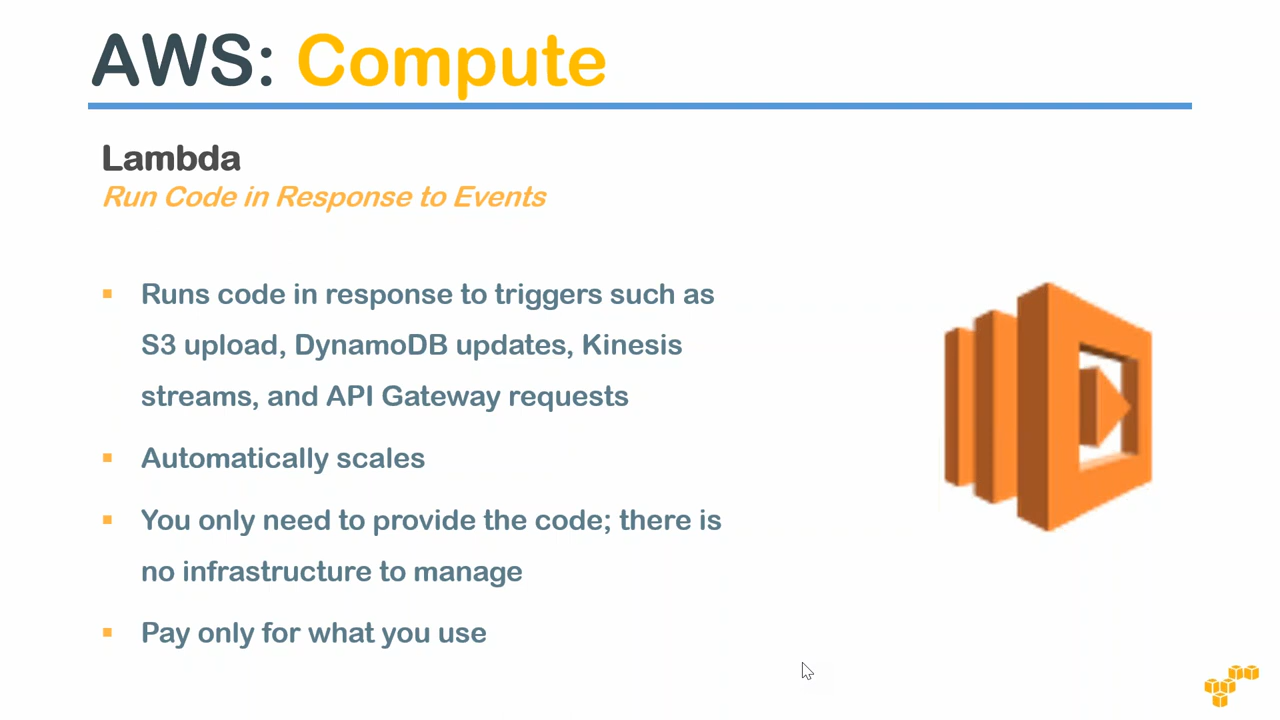 AWS: Compute
Lambda
Run Code in Response to Events
▪ Runs code in response to triggers such as
S3 upload, DynamoDB updates, Kinesis
streams, and API Gateway requests
▪ Automatically scales
▪ You only need to provide the code; there is
no infrastructure to manage
▪ Pay only for what you use